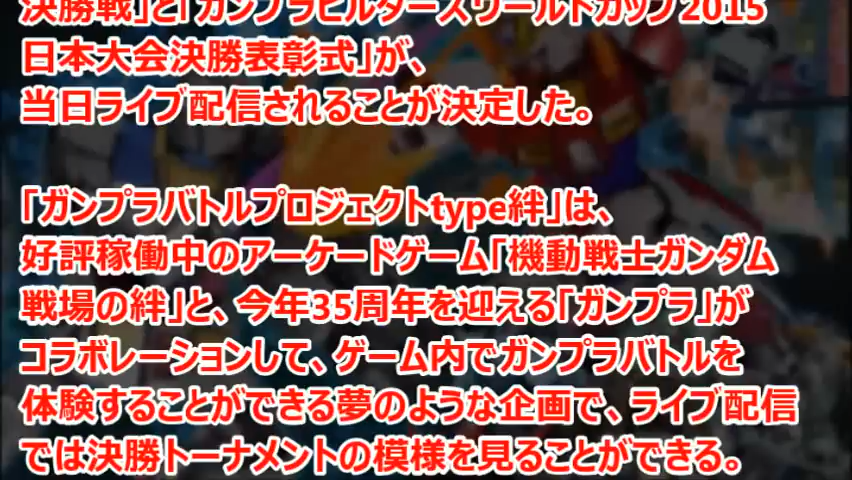 決勝戦」と「ガンプラビルダーズワールドカップ2015
日本大会決勝表彰式」が、
当日ライブ配信されることが決定した。
「ガンプラバトルプロジェクトtype絆」は、
好評稼働中のアーケードゲーム「機動戦士ガンダム
戦場の絆」と、今年35周年を迎える「ガンプラ」が
コラボレーションして、ゲーム内でガンプラバトルを
体験することができる夢のような企画で、ライブ配信
では決勝トーナメントの模様を見ることができる。